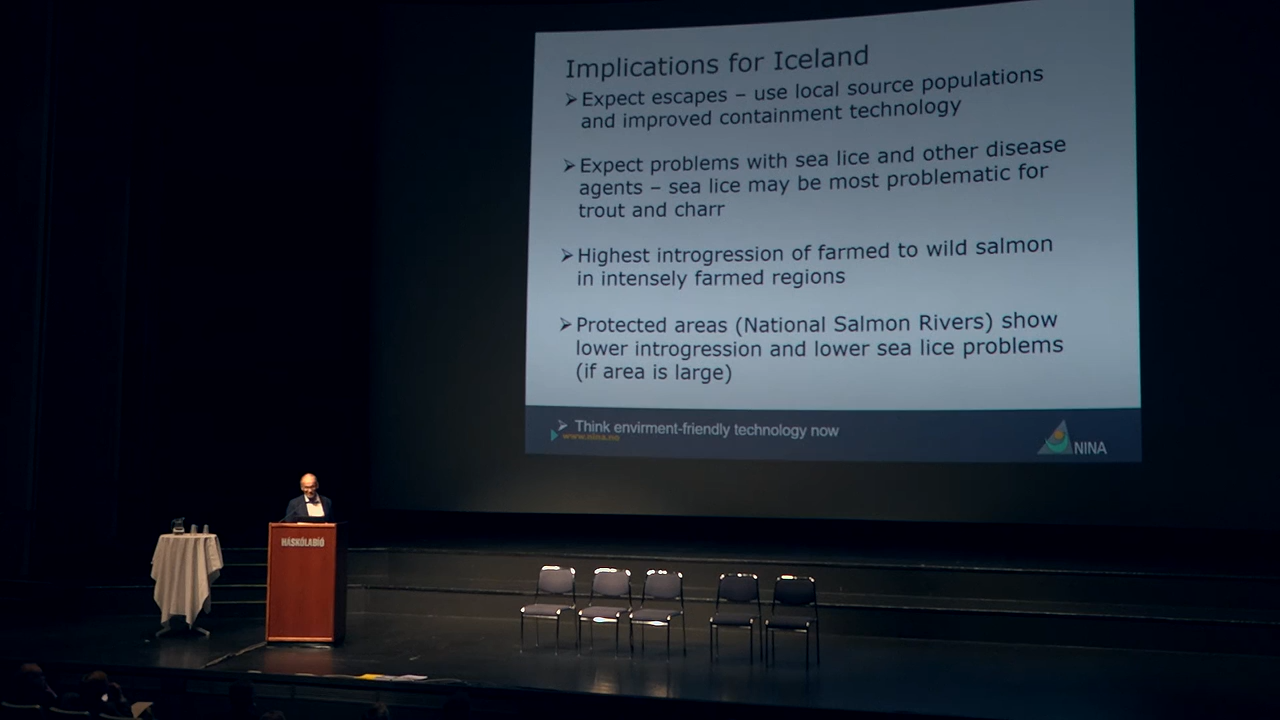 Implications for Iceland
➢Expect escapes – use local source populations
and improved containment technology
➢Expect problems with sea lice and other disease
agents – sea lice may be most problematic for
trout and charr
➢Highest introgression of farmed to wild salmon
in intensely farmed regions
➢Protected areas (National Salmon Rivers) show
lower introgression and lower sea lice problems
(if area is large)
➢ Think envirment-friendly technology now
www.nina.no
NINA
HÁSKÓLABÍÓ